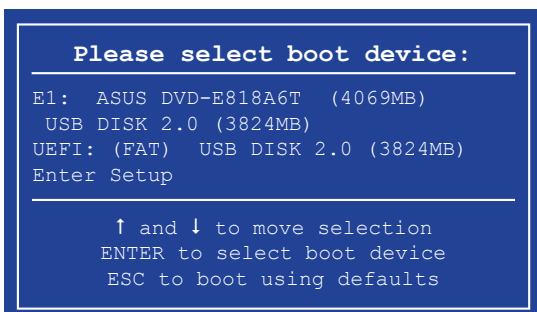 Please select boot device:
E1:  ASUS DVD-E818A6T  (4069MB)
USB DISK 2.0 (3824MB)
UEFI: (FAT)  USB DISK 2.0 (3824MB)
Enter Setup
↑ and ↓ to move selection
ENTER to select boot device
ESC to boot using defaults